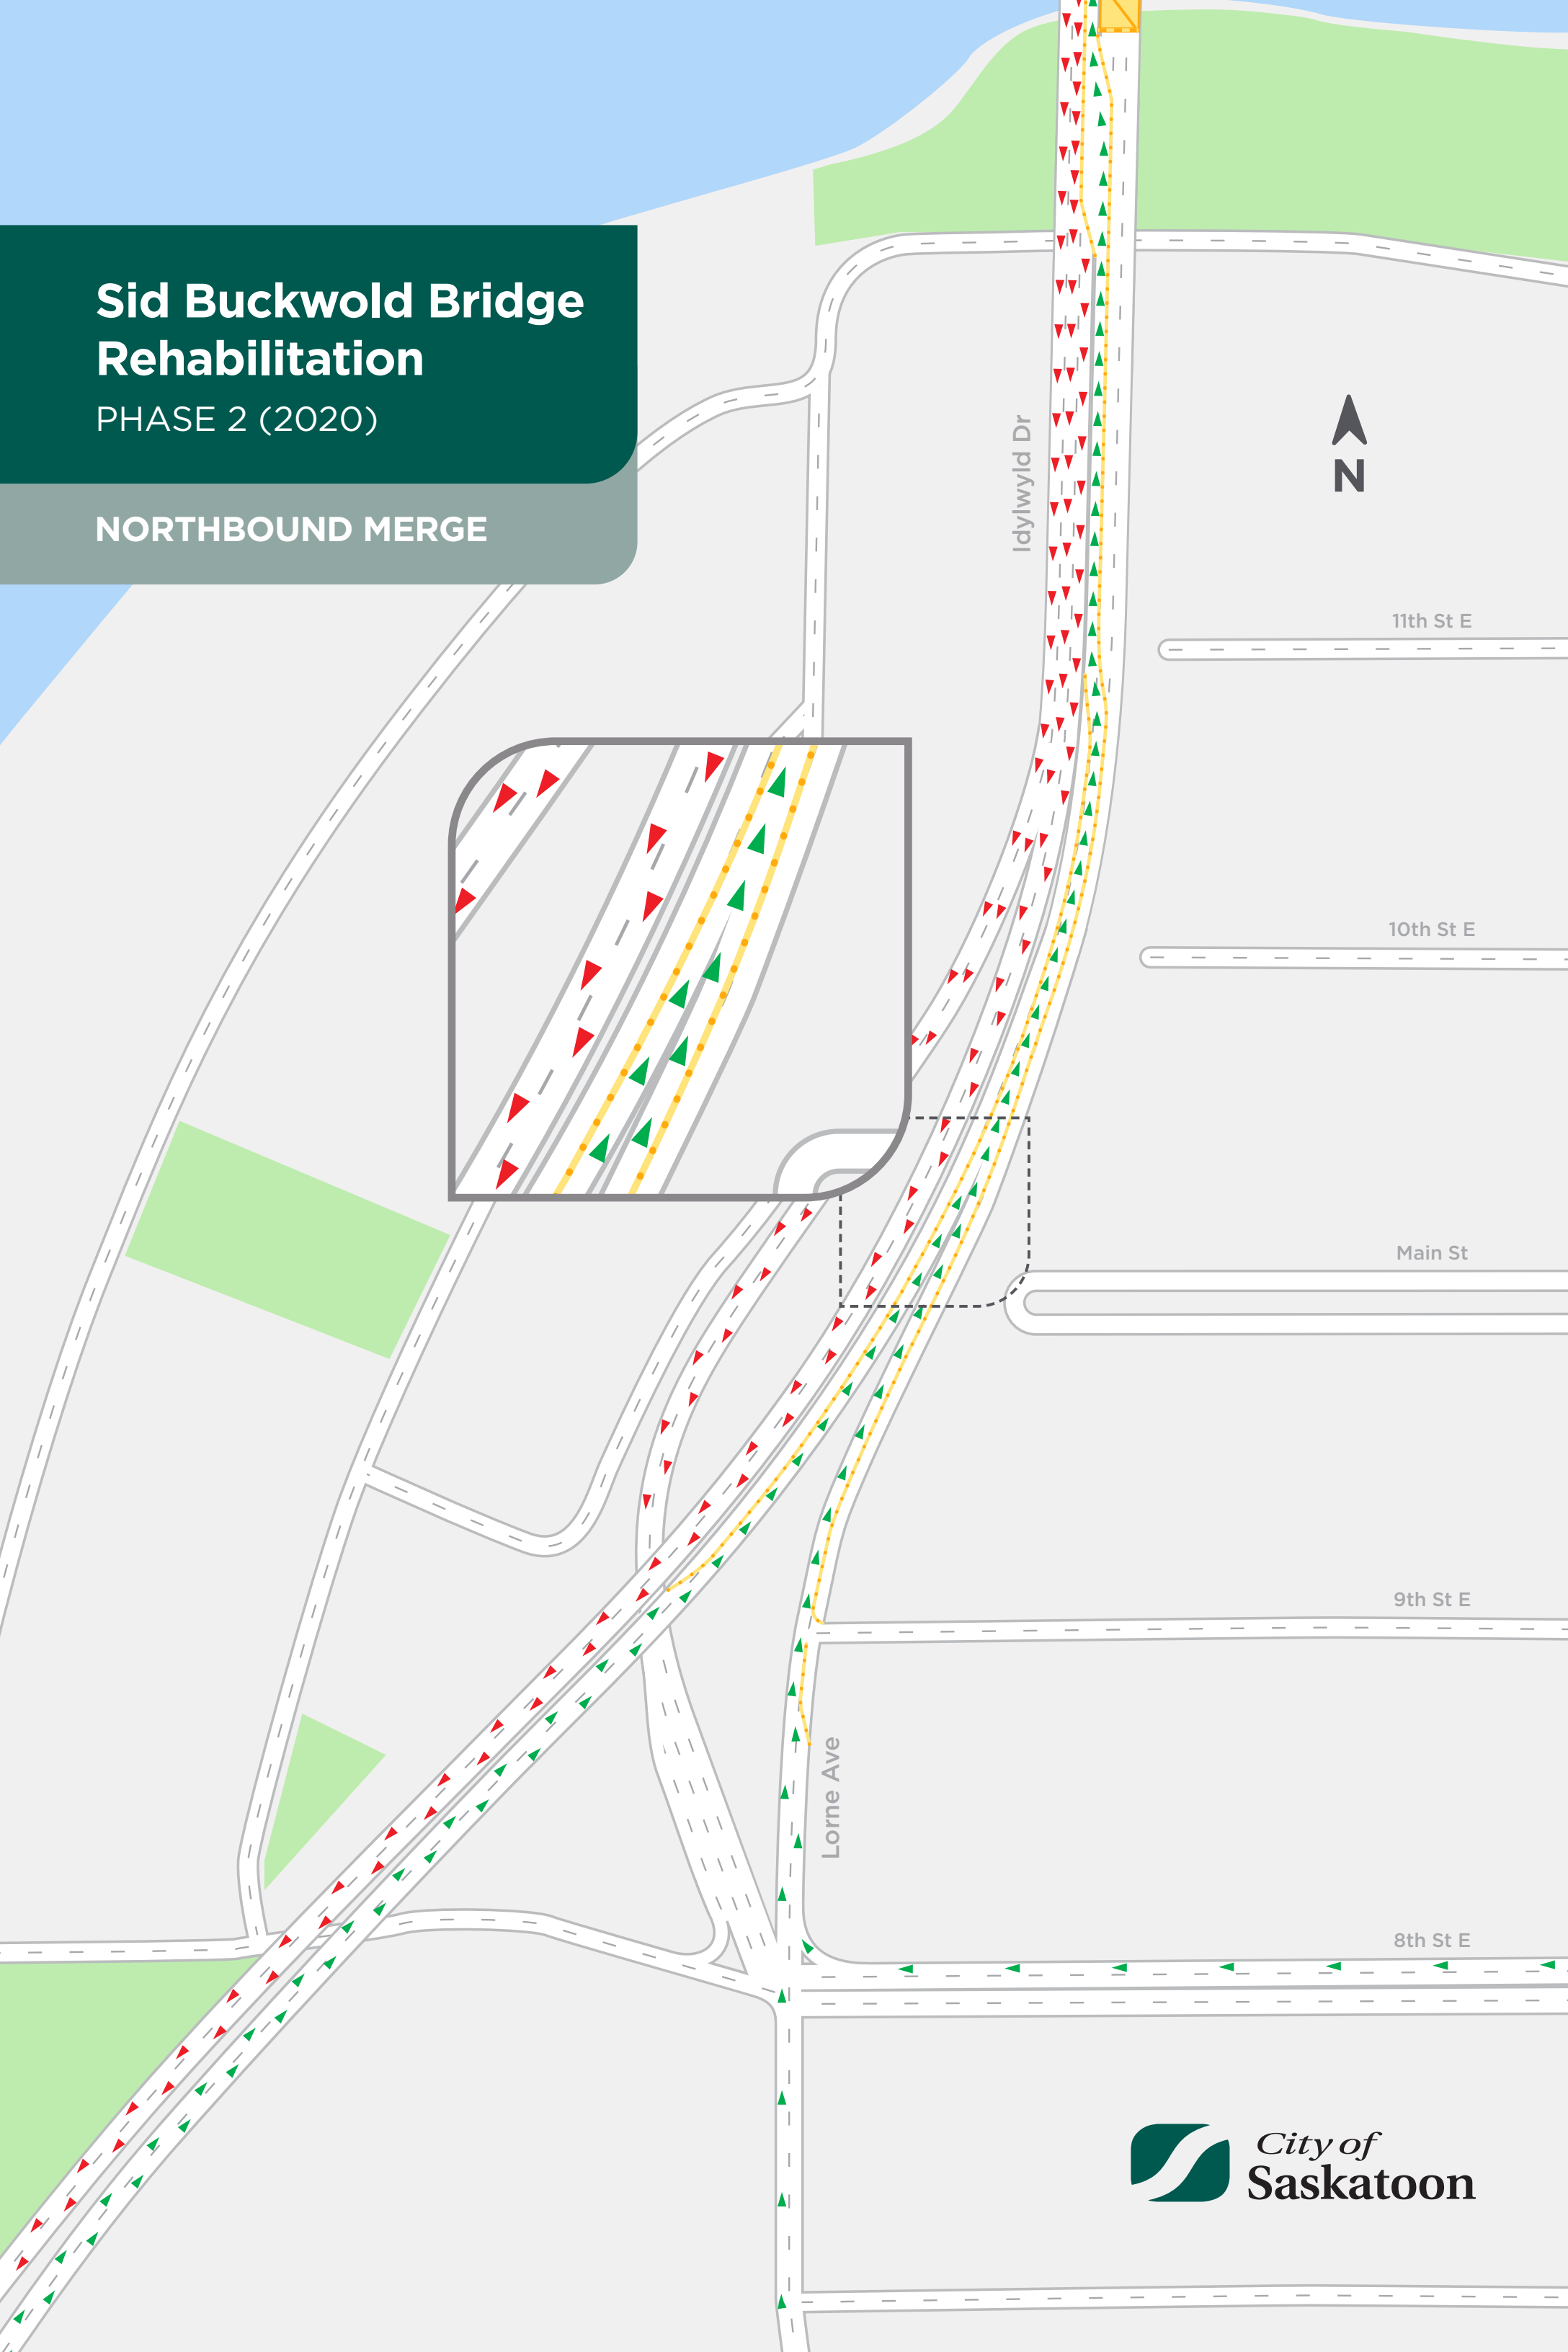 Sid Buckwold Bridge
Rehabilitation
PHASE 2 (2020)
NORTHBOUND MERGE
Idylwyld Dr
N
11th St E
10th St E
Main St
9th St E
Lorne Ave
8th St E
City of
Saskatoon